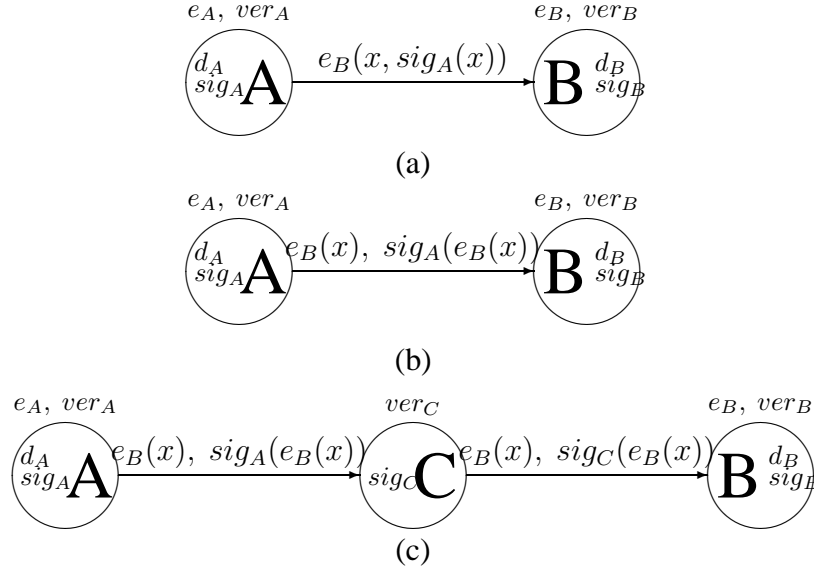 e_A, ver_A e_B, ver_B
d_A sig_A A e_B(x, sig_A(x)) B d_B sig_B
(a)
e_A, ver_A e_B, ver_B
d_A sig_A A e_B(x), sig_A(e_B(x)) B d_B sig_B
(b)
e_A, ver_A ver_C e_B, ver_B
d_A sig_A A e_B(x), sig_A(e_B(x)) sig_C C e_B(x), sig_C(e_B(x)) B d_B sig_B
(c)